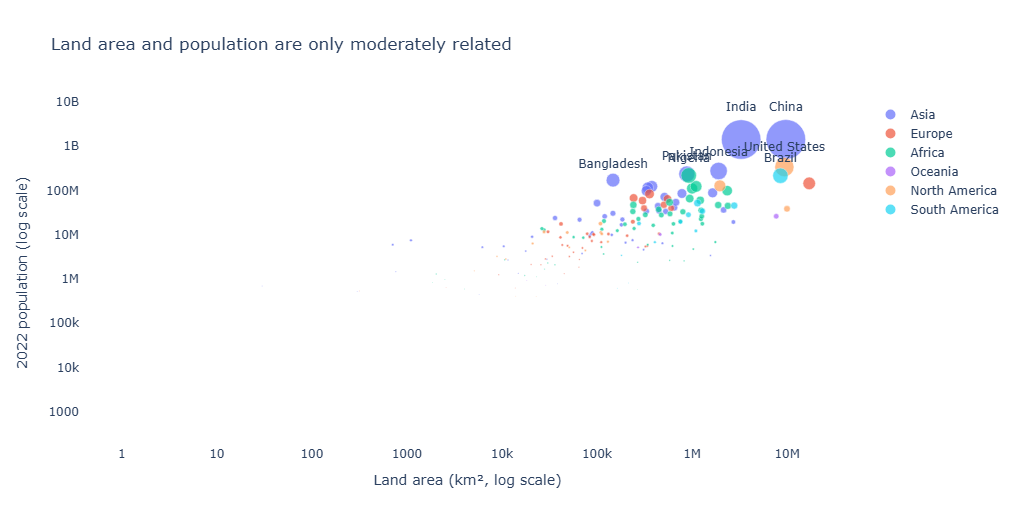 Land area and population are only moderately related
10B
1B
100M
10M
1M
100k
10k
1000
2022 population (log scale)
India
China
United States
Indonesia
Pakistan
Nigeria
Brazil
Bangladesh
Asia
Europe
Africa
Oceania
North America
South America
1
10
100
1000
10k
100k
1M
10M
Land area (km², log scale)